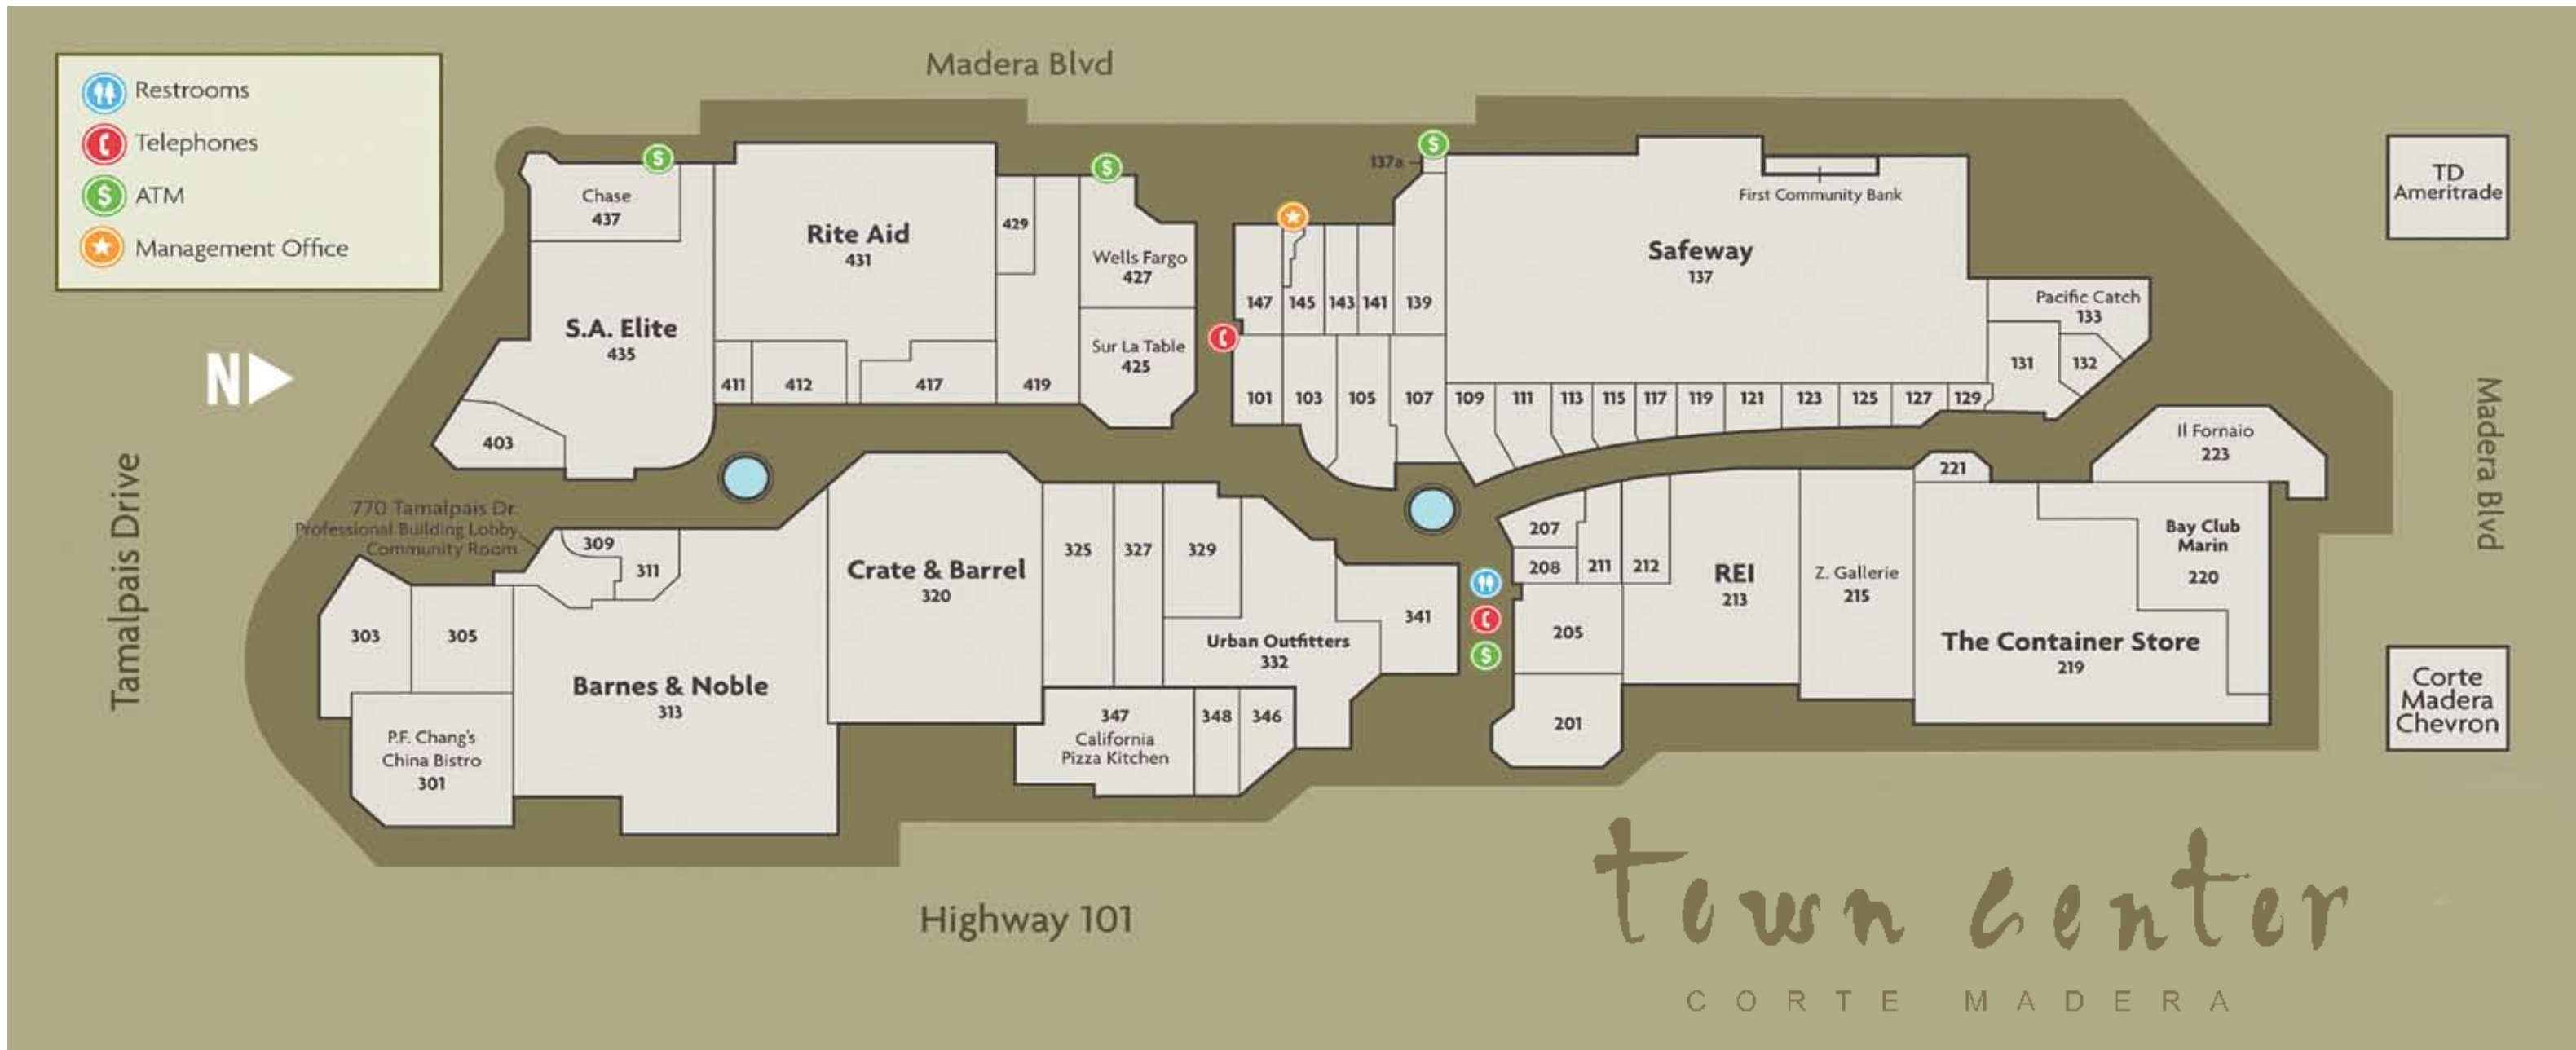 Madera Blvd
Restrooms
Telephones
ATM
Management Office
N
Tamalpais Drive
Chase
437
S.A. Elite
435
403
Rite Aid
431
411
412
417
429
419
Wells Fargo
427
Sur La Table
425
137a
147
145
143
141
139
101
103
105
107
Safeway
137
First Community Bank
109
111
113
115
117
119
121
123
125
127
129
Pacific Catch
133
131
132
TD
Ameritrade
Madera Blvd
770 Tamalpais Dr.
Professional Building Lobby
Community Room
309
311
303
305
P.F. Chang's
China Bistro
301
Barnes & Noble
313
Crate & Barrel
320
325
327
329
Urban Outfitters
332
341
347
California
Pizza Kitchen
348
346
207
208
211
212
205
201
REI
213
Z. Gallerie
215
221
The Container Store
219
Il Fornaio
223
Bay Club
Marin
220
Corte
Madera
Chevron
Highway 101
town center
CORTE MADERA